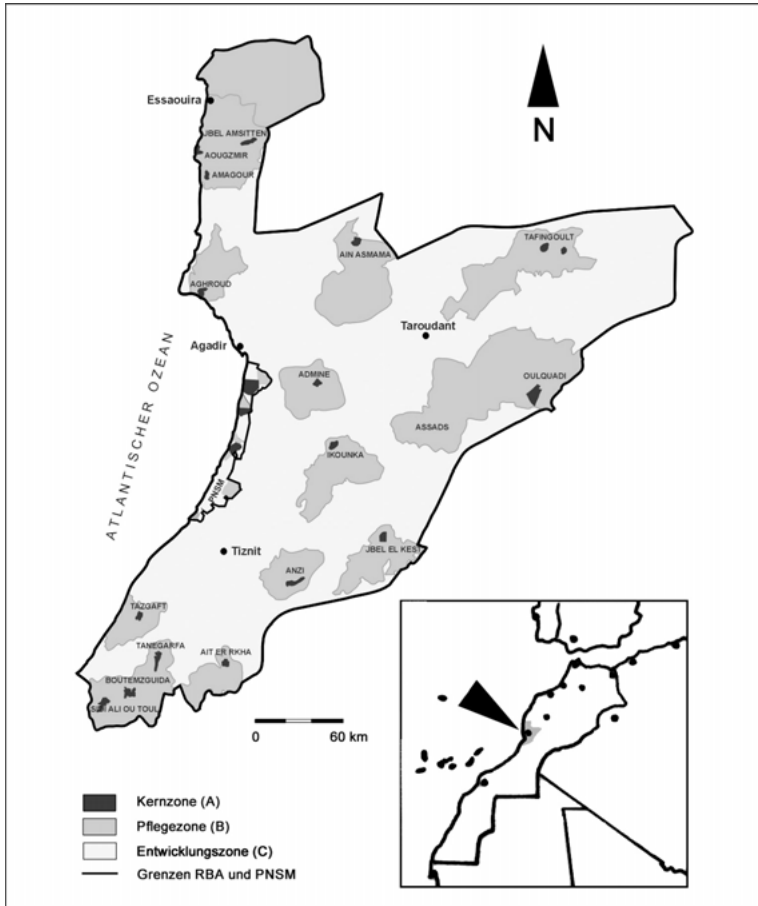 Essaouira
N
JBEL AMSITTEN
AOUGZMIR
AMAGOUR
AIN ASMAMA
TAFINGOULT
AGHROUD
Taroudant
Agadir
ADMINE
OULQUADI
ASSADS
IKOUNKA
ATLANTISCHER OZEAN
PNSM
Tiznit
JBEL EL KEST
ANZI
TAZGAFT
TANEGARFA
AIT ER RKHA
BOUTEMZGUIDA
SIDI ALI OU TOUL
0 60 km
Kernzone (A)
Pflegezone (B)
Entwicklungszone (C)
Grenzen RBA und PNSM